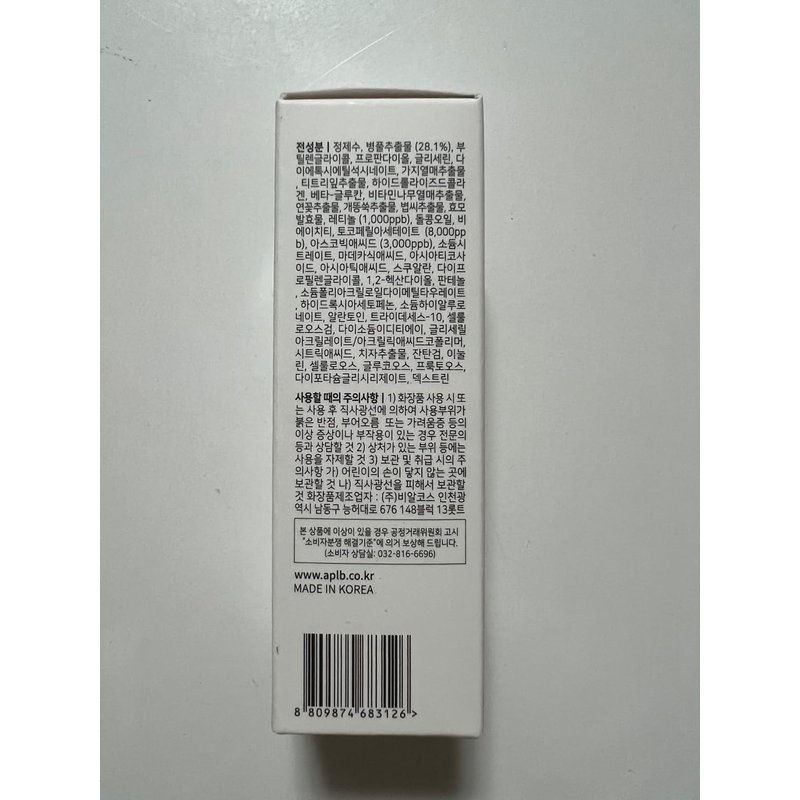 전성분 | 정제수, 병풀추출물 (28.1%), 부
틸렌글라이콜, 프로판다이올, 글리세린, 다
이에톡시에틸석시네이트, 가지열매추출물
, 티트리잎추출물, 하이드롤라이즈드콜라
겐, 베타-글루칸, 비타민나무열매추출물,
연꽃추출물, 개똥쑥추출물, 볍씨추출물, 효모
발효물, 레티놀 (1,000ppb), 돌콩오일, 비
에이치티, 토코페릴아세테이트 (8,000pp
b), 아스코빅애씨드 (3,000ppb), 소듐시
트레이트, 마데카식애씨드, 아시아티코사
이드, 아시아틱애씨드, 스쿠알란, 다이프
로필렌글라이콜, 1,2-헥산다이올, 판테놀
, 소듐폴리아크릴로일다이메틸타우레이트
, 하이드록시아세토페논, 소듐하이알루로
네이트, 알란토인, 트라이데세스-10, 셀룰
로오스검, 다이소듐이디티에이, 글리세릴
아크릴레이트/아크릴릭애씨드코폴리머,
시트릭애씨드, 치자추출물, 잔탄검, 이눌
린, 셀룰로오스, 글루코오스, 프룩토오스,
다이포타슘글리시리제이트, 덱스트린
사용할 때의 주의사항 | 1) 화장품 사용 시 또
는 사용 후 직사광선에 의하여 사용부위가
붉은 반점, 부어오름 또는 가려움증 등의
이상 증상이나 부작용이 있는 경우 전문의
등과 상담할 것 2) 상처가 있는 부위 등에는
사용을 자제할 것 3) 보관 및 취급 시의 주
의사항 가) 어린이의 손이 닿지 않는 곳에
보관할 것 나) 직사광선을 피해서 보관할
것 화장품제조업자 : (주)비알코스 인천광
역시 남동구 능허대로 676 148블럭 13롯트
본 상품에 이상이 있을 경우 공정거래위원회 고시
"소비자분쟁 해결기준"에 의거 보상해 드립니다.
(소비자 상담실: 032-816-6696)
www.aplb.co.kr
MADE IN KOREA
8 809874 683126 >